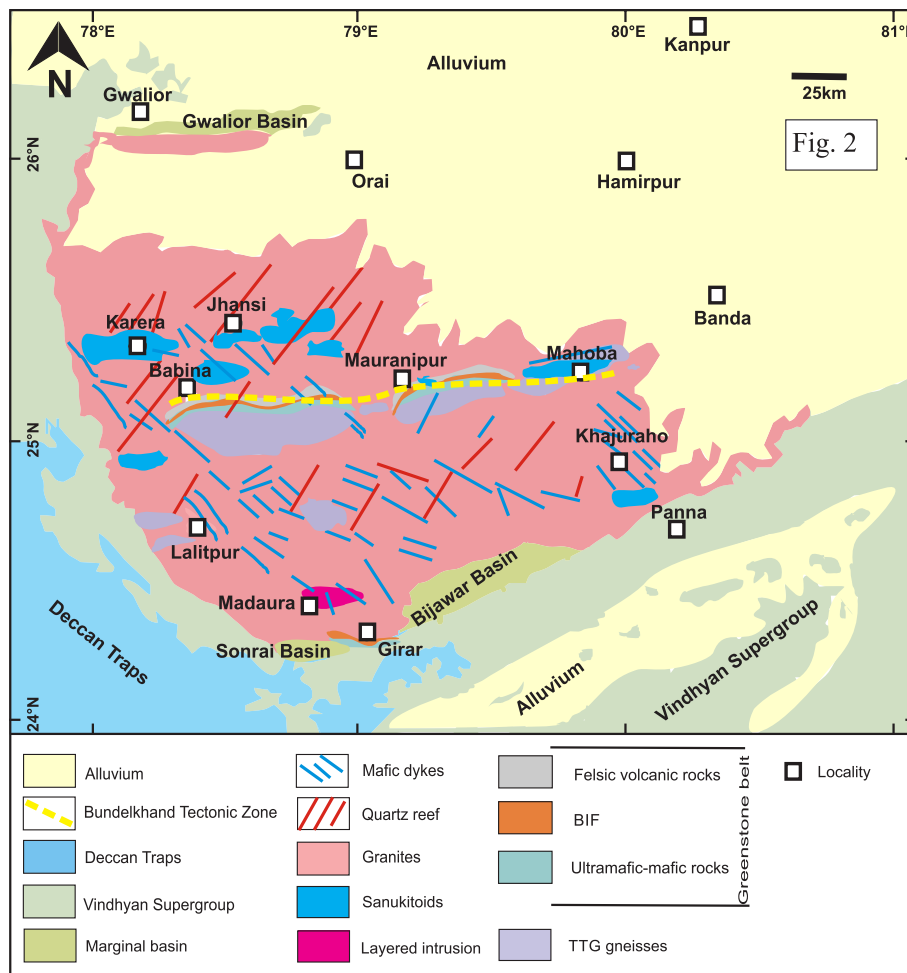 78°E 79°E 80°E 81°
Kanpur
Alluvium
N
25km
Gwalior
Gwalior Basin
Fig. 2
26°N
Orai
Hamirpur
Jhansi
Karera
Banda
Mauranipur
Mahoba
Babina
25°N
Khajuraho
Panna
Lalitpur
Bijawar Basin
Madaura
Deccan Traps
Sonrai Basin
Girar
Alluvium
Vindhyan Supergroup
24°N
Alluvium
Bundelkhand Tectonic Zone
Deccan Traps
Vindhyan Supergroup
Marginal basin
Mafic dykes
Quartz reef
Granites
Sanukitoids
Layered intrusion
Felsic volcanic rocks
BIF
Ultramafic-mafic rocks
Greenstone belt
TTG gneisses
Locality